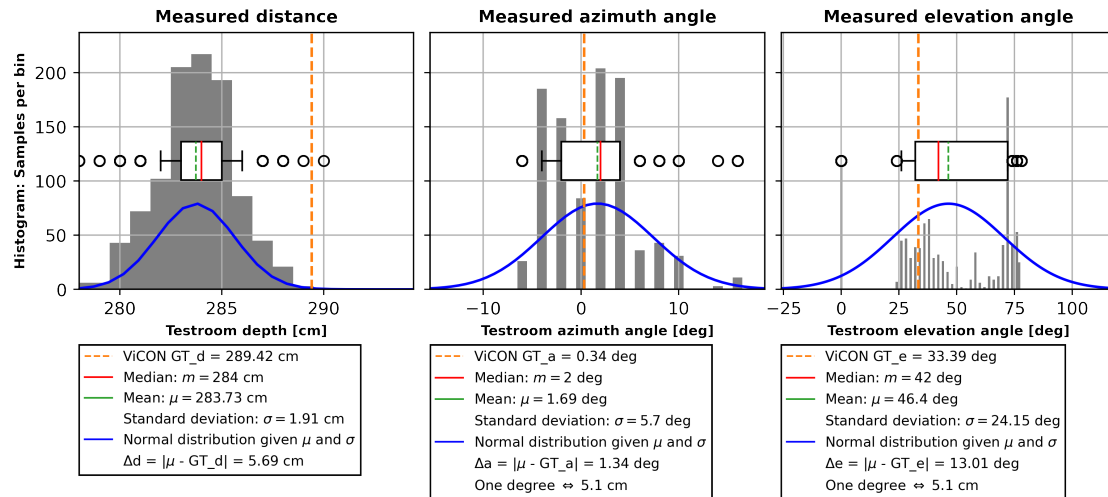 Measured distance
Measured azimuth angle
Measured elevation angle
Histogram: Samples per bin
200
150
100
50
0
280
285
290
−10
0
10
−25
0
25
50
75
100
Testroom depth [cm]
Testroom azimuth angle [deg]
Testroom elevation angle [deg]
ViCON GT_d = 289.42 cm
Median: m = 284 cm
Mean: μ = 283.73 cm
Standard deviation: σ = 1.91 cm
Normal distribution given μ and σ
Δd = |μ - GT_d| = 5.69 cm
ViCON GT_a = 0.34 deg
Median: m = 2 deg
Mean: μ = 1.69 deg
Standard deviation: σ = 5.7 deg
Normal distribution given μ and σ
Δa = |μ - GT_a| = 1.34 deg
One degree ⇔ 5.1 cm
ViCON GT_e = 33.39 deg
Median: m = 42 deg
Mean: μ = 46.4 deg
Standard deviation: σ = 24.15 deg
Normal distribution given μ and σ
Δe = |μ - GT_e| = 13.01 deg
One degree ⇔ 5.1 cm